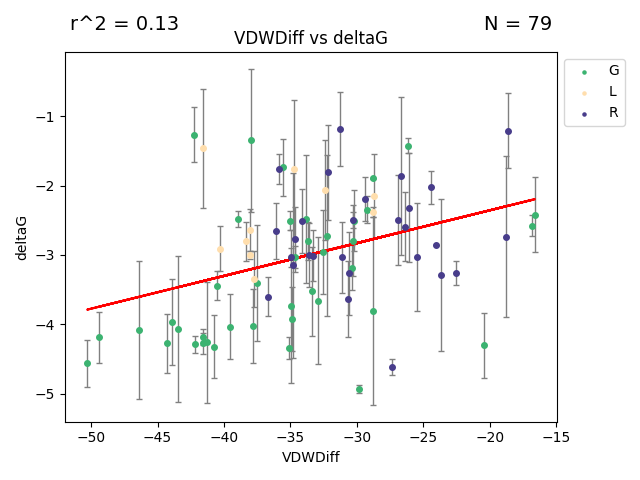 r^2 = 0.13
N = 79
VDWDiff vs deltaG
G
L
R
−1
−2
−3
−4
−5
deltaG
−50
−45
−40
−35
−30
−25
−20
−15
VDWDiff